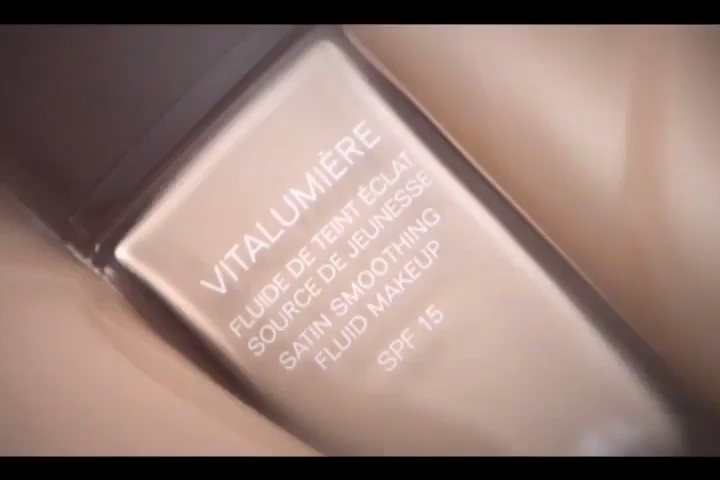 VITALUMIÈRE
FLUIDE DE TEINT ÉCLAT
SOURCE DE JEUNESSE
SATIN SMOOTHING
FLUID MAKEUP
SPF 15